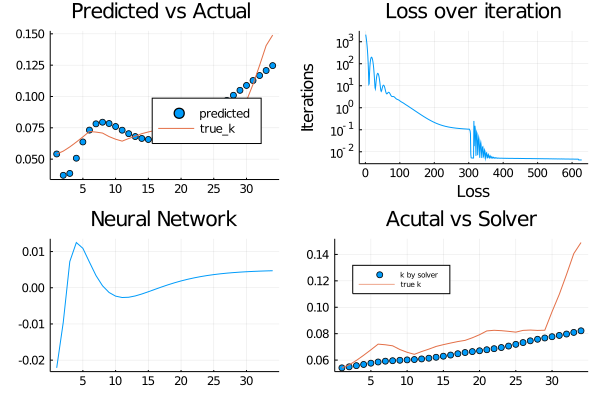 Predicted vs Actual
0.150
0.125
0.100
0.075
0.050
predicted
true_k
5 10 15 20 25 30
Loss over iteration
Iterations
10^3
10^2
10^1
10^0
10^-1
10^-2
0 100 200 300 400 500 600
Loss
Neural Network
0.01
0.00
-0.00
-0.01
-0.02
5 10 15 20 25 30
Acutal vs Solver
0.14
0.12
0.10
0.08
0.06
k by solver
true k
5 10 15 20 25 30